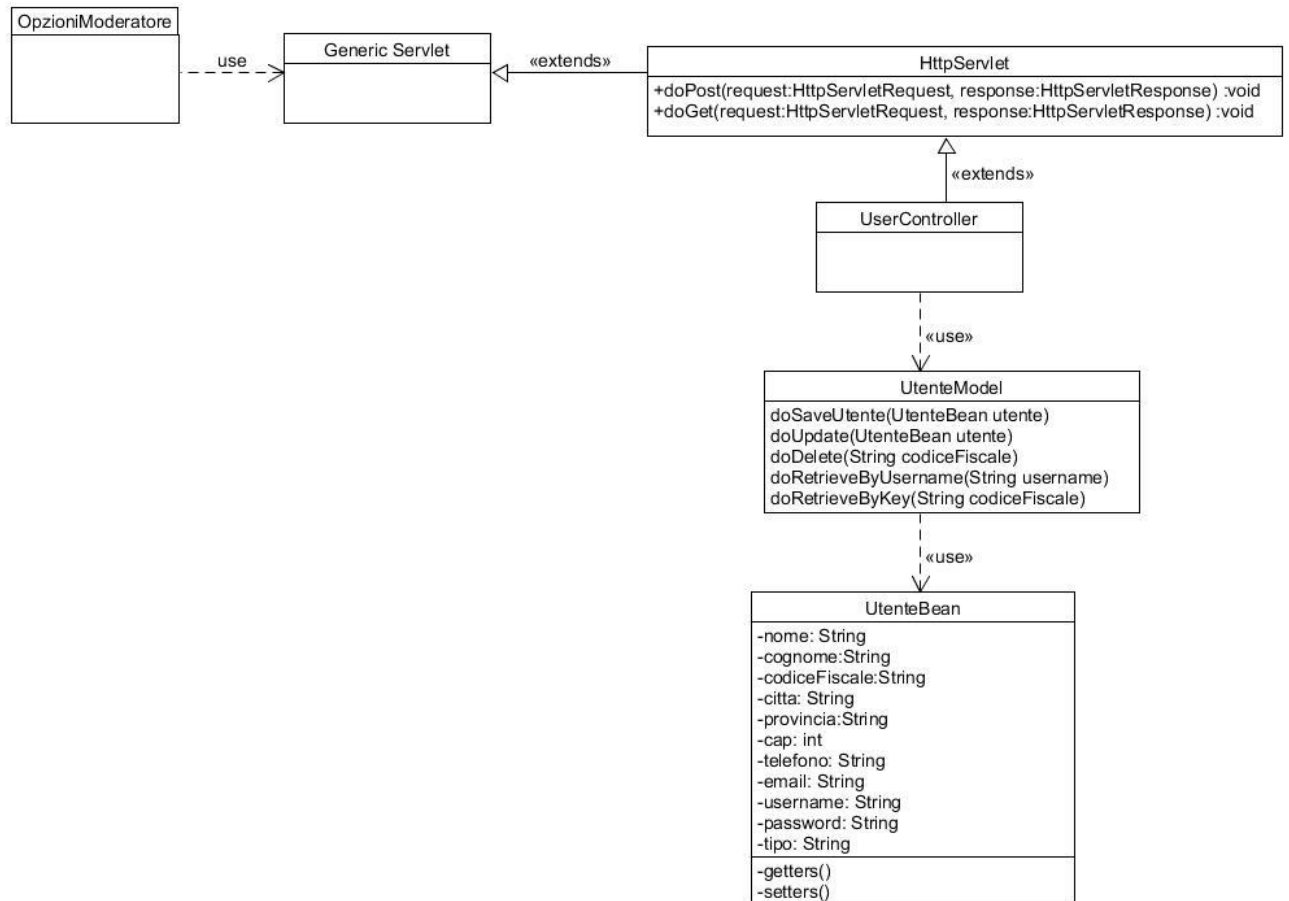 OpzioniModeratore
use
Generic Servlet
«extends»
HttpServlet
+doPost(request:HttpServletRequest, response:HttpServletResponse) :void
+doGet(request:HttpServletRequest, response:HttpServletResponse) :void
«extends»
UserController
«use»
UtenteModel
doSaveUtente(UtenteBean utente)
doUpdate(UtenteBean utente)
doDelete(String codiceFiscale)
doRetrieveByUsername(String username)
doRetrieveByKey(String codiceFiscale)
«use»
UtenteBean
-nome: String
-cognome:String
-codiceFiscale:String
-citta: String
-provincia:String
-cap: int
-telefono: String
-email: String
-username: String
-password: String
-tipo: String
-getters()
-setters()